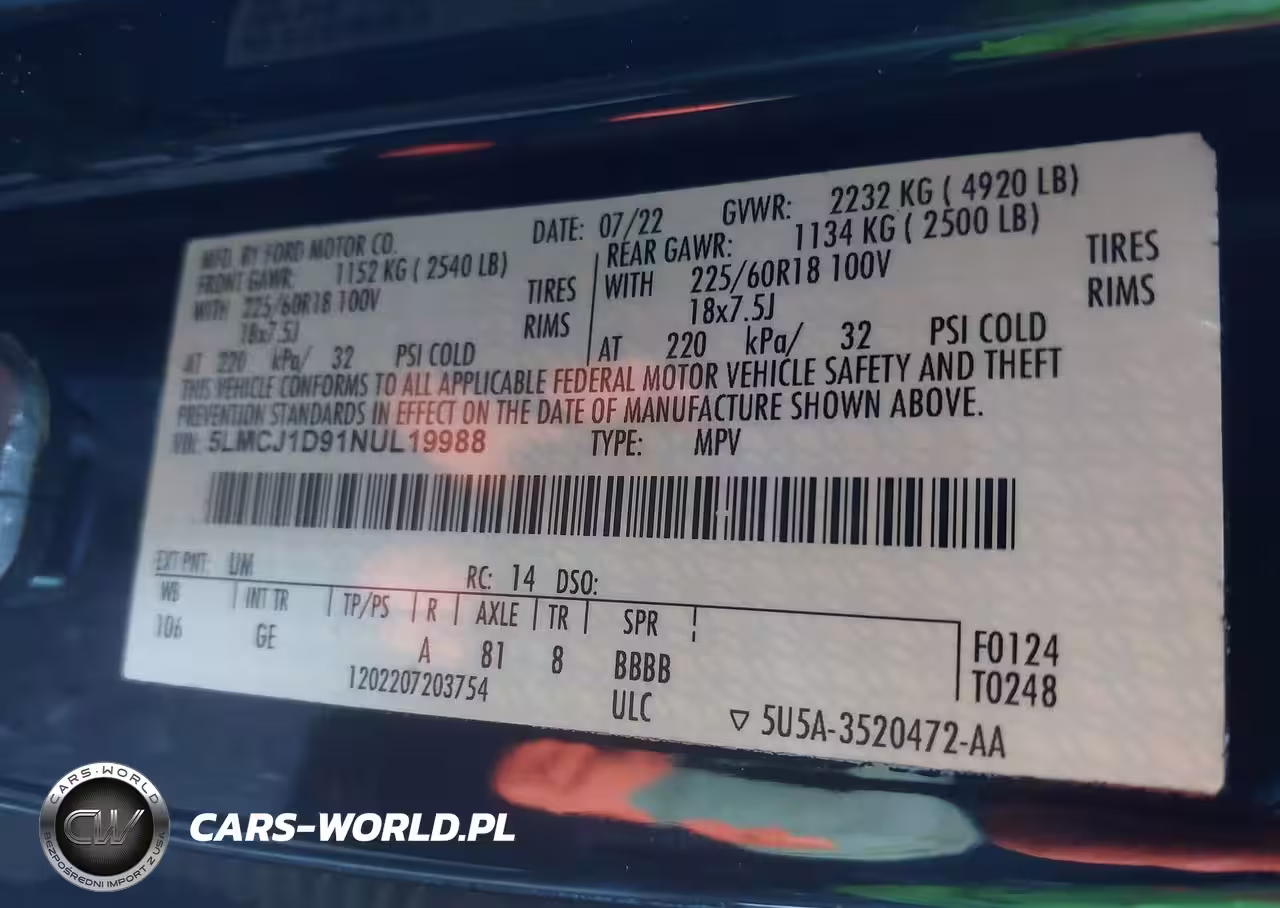 MFD. BY FORD MOTOR CO. DATE: 07/22 GVWR: 2232 KG ( 4920 LB)
FRONT GAWR: 1152 KG ( 2540 LB) REAR GAWR: 1134 KG ( 2500 LB)
WITH 225/60R18 100V TIRES WITH 225/60R18 100V TIRES
18x7.5J RIMS 18x7.5J RIMS
AT 220 kPa/ 32 PSI COLD AT 220 kPa/ 32 PSI COLD
THIS VEHICLE CONFORMS TO ALL APPLICABLE FEDERAL MOTOR VEHICLE SAFETY AND THEFT
PREVENTION STANDARDS IN EFFECT ON THE DATE OF MANUFACTURE SHOWN ABOVE.
VIN: 5LMCJ1D91NUL19988 TYPE: MPV
EXT PNT: UM RC: 14 DSO:
WB INT TR TP/PS R AXLE TR SPR
106 GE A 81 8 BBBB
F0124
T0248
1202207203754 ULC ▽ 5U5A-3520472-AA
CARS-WORLD
CW
BEZPOŚREDNI IMPORT Z USA
CARS-WORLD.PL